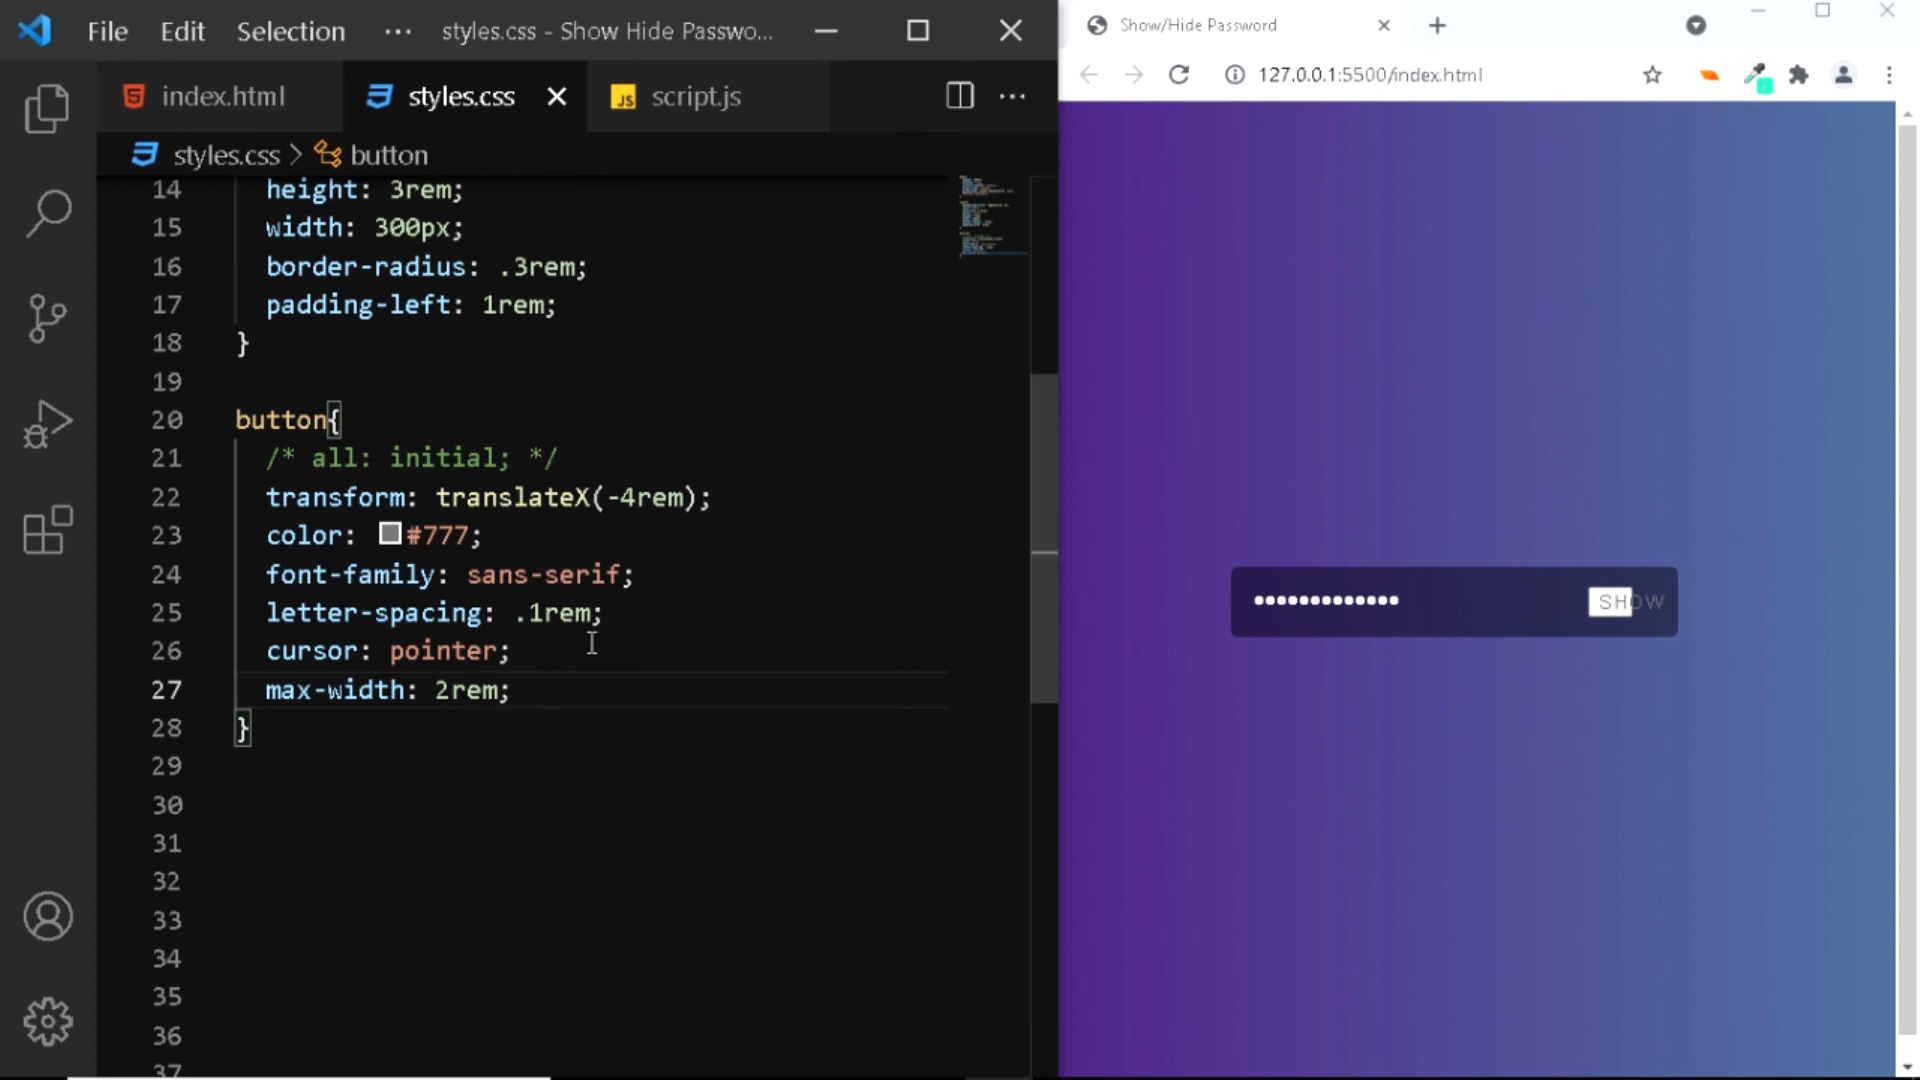 File Edit Selection ··· styles.css - Show Hide Passwo...
index.html styles.css JS script.js
styles.css > button
14 height: 3rem;
15 width: 300px;
16 border-radius: .3rem;
17 padding-left: 1rem;
18 }
19
20 button{
21 /* all: initial; */
22 transform: translateX(-4rem);
23 color: #777;
24 font-family: sans-serif;
25 letter-spacing: .1rem;
26 cursor: pointer;
27 max-width: 2rem;
28 }
29
30
31
32
33
34
35
36
37
Show/Hide Password
127.0.0.1:5500/index.html
•••••••••••••
SHOW